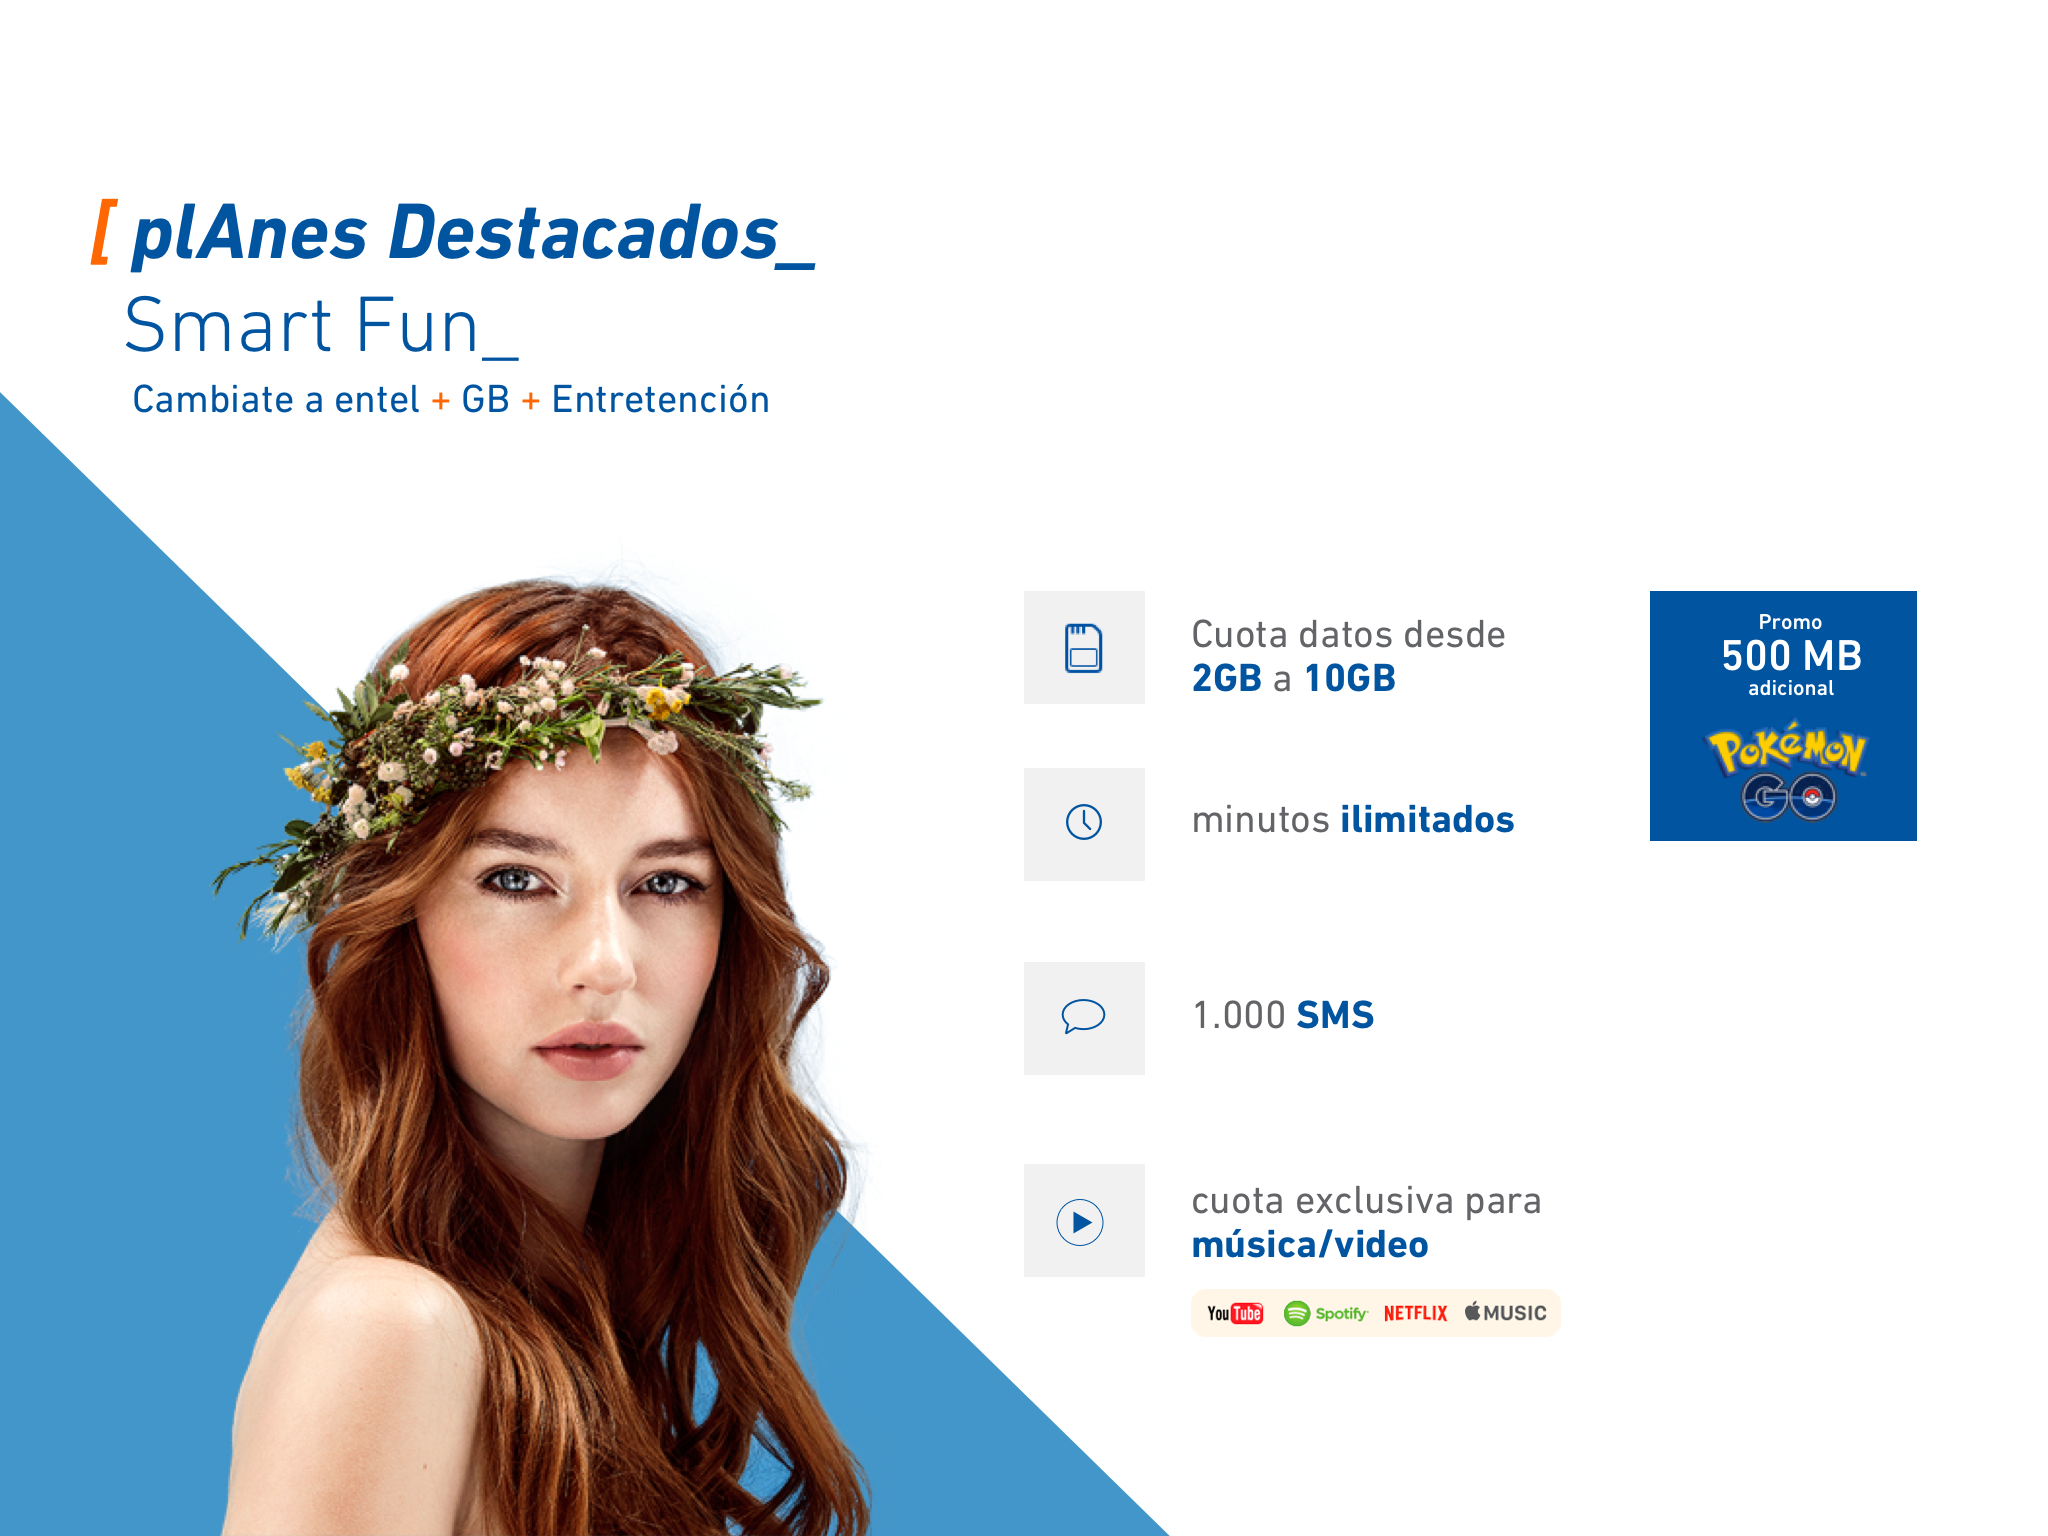 [ plAnes Destacados_
Smart Fun_
Cambiate a entel + GB + Entretención
Cuota datos desde
2GB a 10GB
Promo
500 MB
adicional
POKéMON
GO
minutos ilimitados
1.000 SMS
cuota exclusiva para
música/video
YouTube Spotify NETFLIX MUSIC